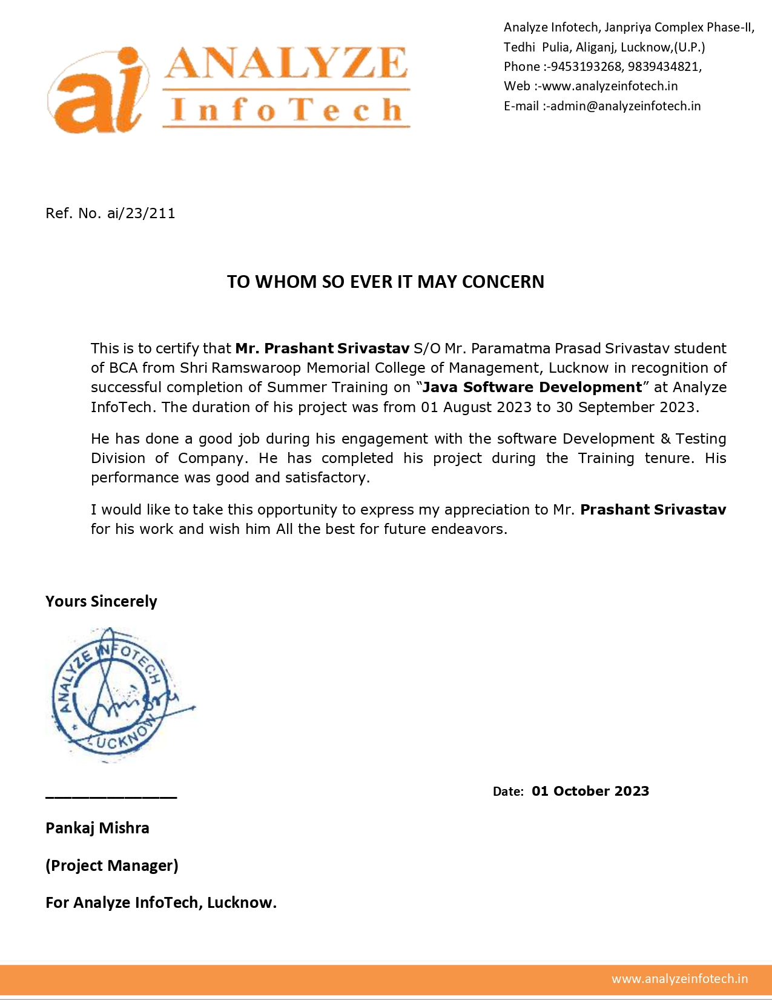 ai ANALYZE
InfoTech
Analyze Infotech, Janpriya Complex Phase-II,
Tedhi Pulia, Aliganj, Lucknow,(U.P.)
Phone :-9453193268, 9839434821,
Web :-www.analyzeinfotech.in
E-mail :-admin@analyzeinfotech.in
Ref. No. ai/23/211
TO WHOM SO EVER IT MAY CONCERN
This is to certify that Mr. Prashant Srivastav S/O Mr. Paramatma Prasad Srivastav student
of BCA from Shri Ramswaroop Memorial College of Management, Lucknow in recognition of
successful completion of Summer Training on “Java Software Development” at Analyze
InfoTech. The duration of his project was from 01 August 2023 to 30 September 2023.
He has done a good job during his engagement with the software Development & Testing
Division of Company. He has completed his project during the Training tenure. His
performance was good and satisfactory.
I would like to take this opportunity to express my appreciation to Mr. Prashant Srivastav
for his work and wish him All the best for future endeavors.
Yours Sincerely
ANALYZE INFOTECH
LUCKNOW
_______________
Date: 01 October 2023
Pankaj Mishra
(Project Manager)
For Analyze InfoTech, Lucknow.
www.analyzeinfotech.in